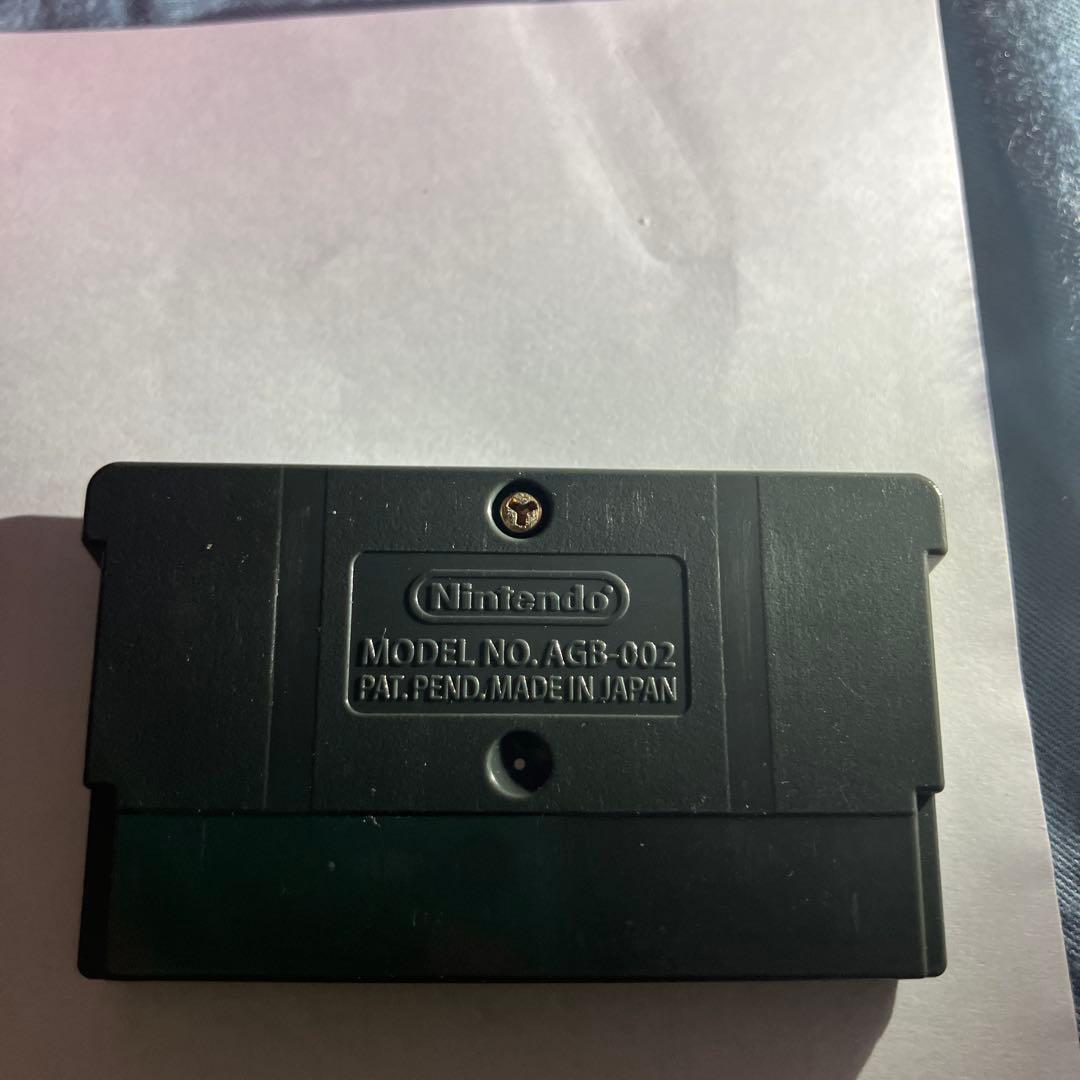 Nintendo
MODEL NO. AGB-002
PAT. PEND. MADE IN JAPAN